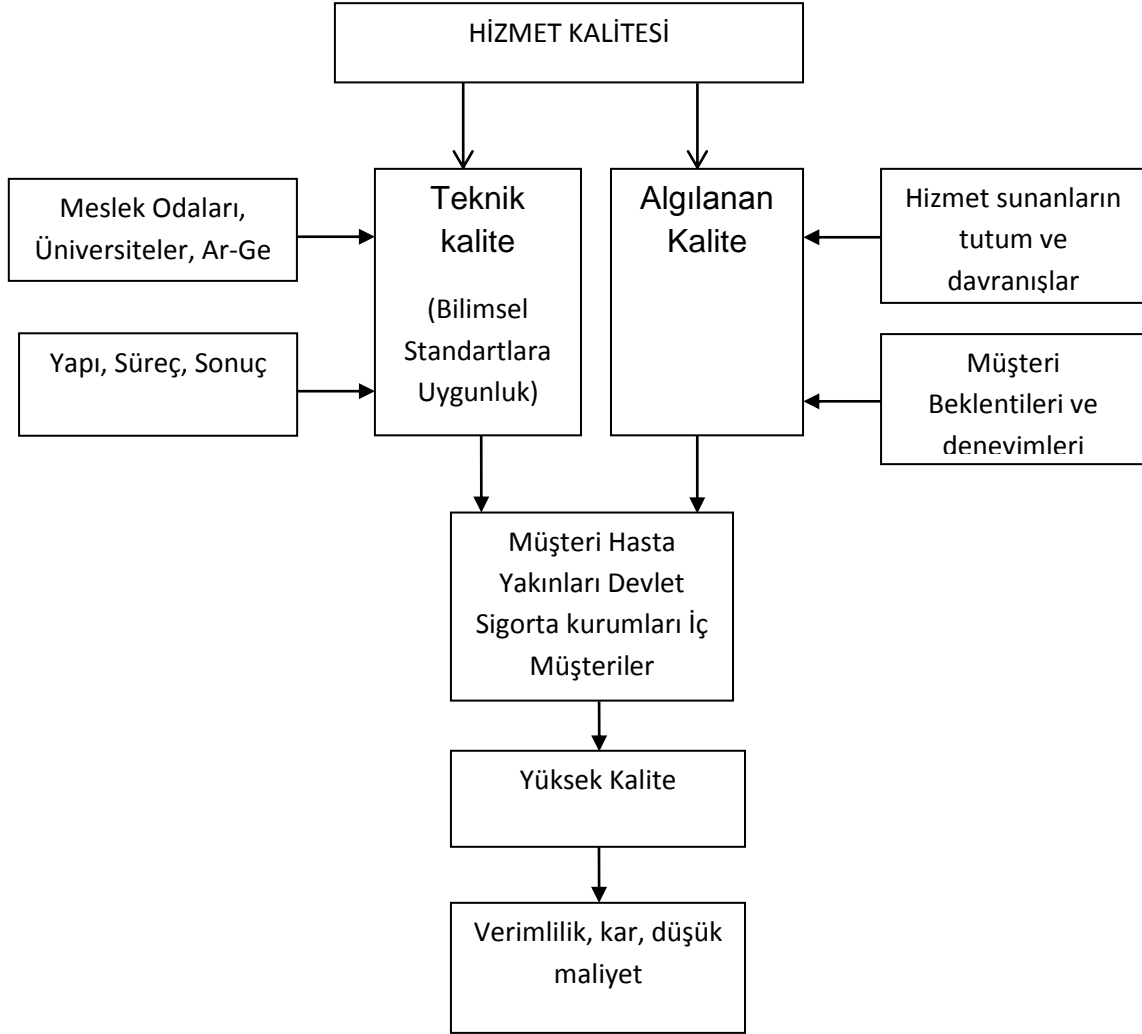 HİZMET KALİTESİ
Meslek Odaları,
Üniversiteler, Ar-Ge
Yapı, Süreç, Sonuç
Teknik
kalite
(Bilimsel
Standartlara
Uygunluk)
Algılanan
Kalite
Hizmet sunanların
tutum ve
davranışlar
Müşteri
Beklentileri ve
denevimleri
Müşteri Hasta
Yakınları Devlet
Sigorta kurumları İç
Müşteriler
Yüksek Kalite
Verimlilik, kar, düşük
maliyet